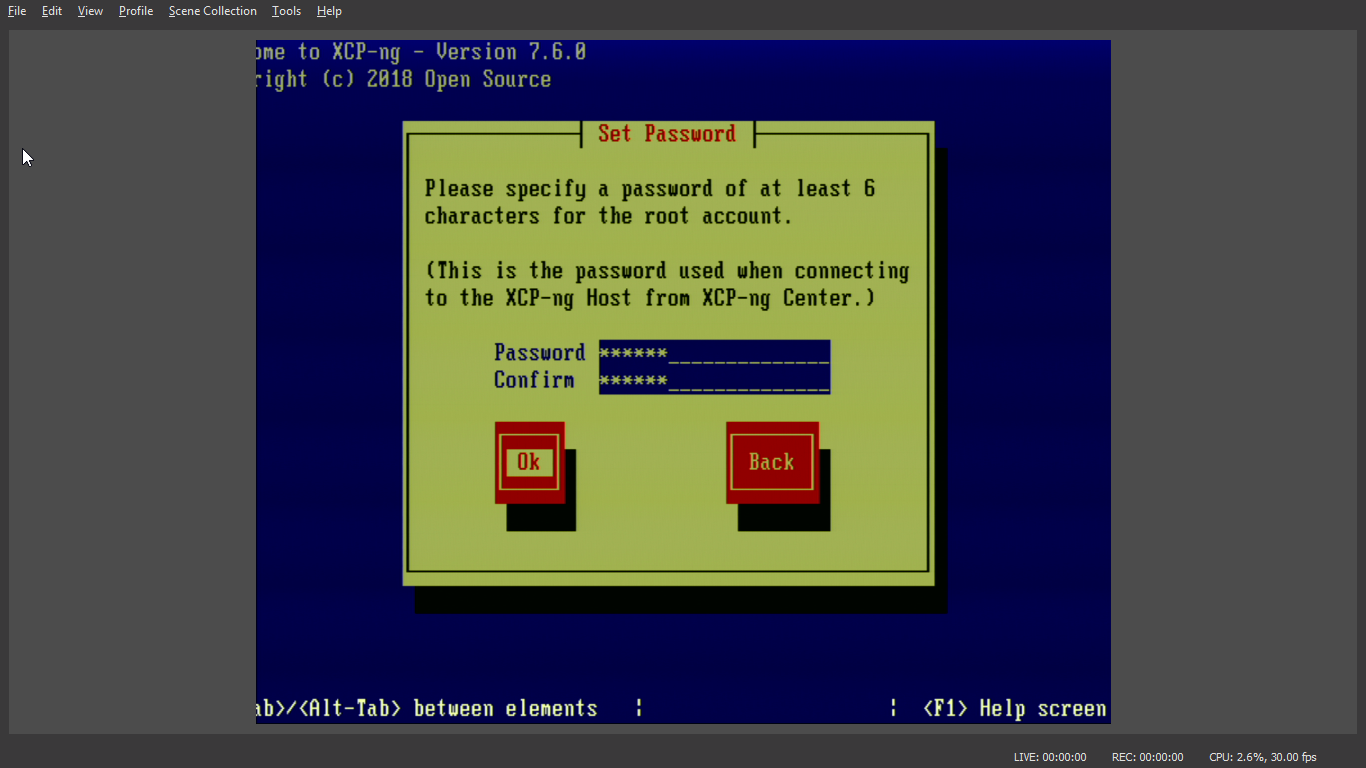 File Edit View Profile Scene Collection Tools Help
ome to XCP-ng - Version 7.6.0
right (c) 2018 Open Source
Set Password
Please specify a password of at least 6
characters for the root account.
(This is the password used when connecting
to the XCP-ng Host from XCP-ng Center.)
Password ******______________
Confirm ******______________
Ok Back
ab>/<Alt-Tab> between elements ¦ ¦ <F1> Help screen
LIVE: 00:00:00 REC: 00:00:00 CPU: 2.6%, 30.00 fps